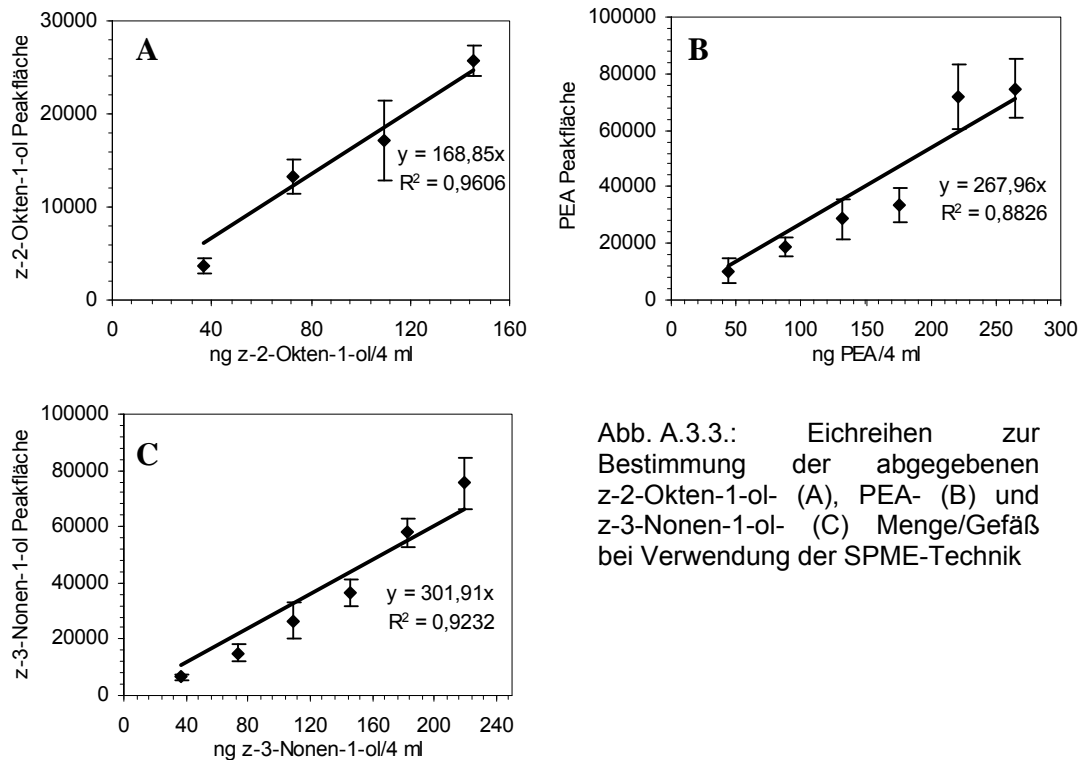 A
z-2-Okten-1-ol Peakfläche
30000
20000
10000
0
y = 168,85x
R² = 0,9606
0 40 80 120 160
ng z-2-Okten-1-ol/4 ml
B
PEA Peakfläche
100000
80000
60000
40000
20000
0
y = 267,96x
R² = 0,8826
0 50 100 150 200 250 300
ng PEA/4 ml
C
z-3-Nonen-1-ol Peakfläche
100000
80000
60000
40000
20000
0
y = 301,91x
R² = 0,9232
0 40 80 120 160 200 240
ng z-3-Nonen-1-ol/4 ml
Abb. A.3.3.: Eichreihen zur
Bestimmung der abgegebenen
z-2-Okten-1-ol- (A), PEA- (B) und
z-3-Nonen-1-ol- (C) Menge/Gefäß
bei Verwendung der SPME-Technik